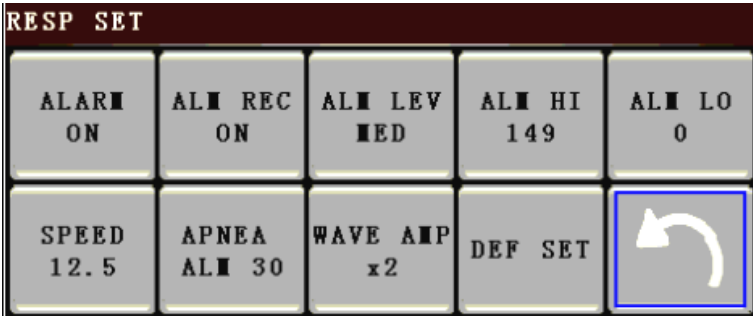 RESP SET
ALARM
ON
ALM REC
ON
ALM LEV
MED
ALM HI
149
ALM LO
0
SPEED
12.5
APNEA
ALM 30
WAVE AMP
x2
DEF SET